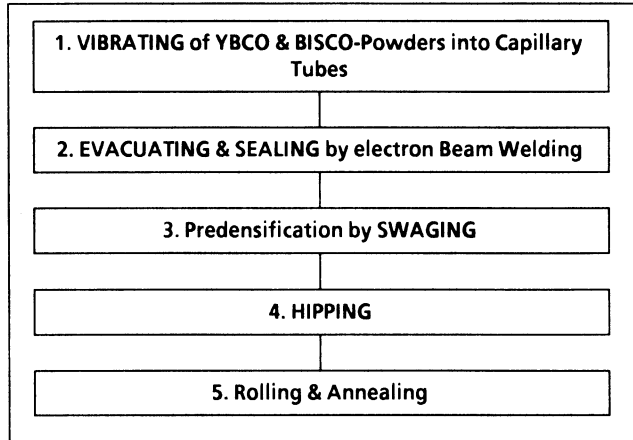 1. VIBRATING of YBCO & BISCO-Powders into Capillary
Tubes
2. EVACUATING & SEALING by electron Beam Welding
3. Predensification by SWAGING
4. HIPPING
5. Rolling & Annealing